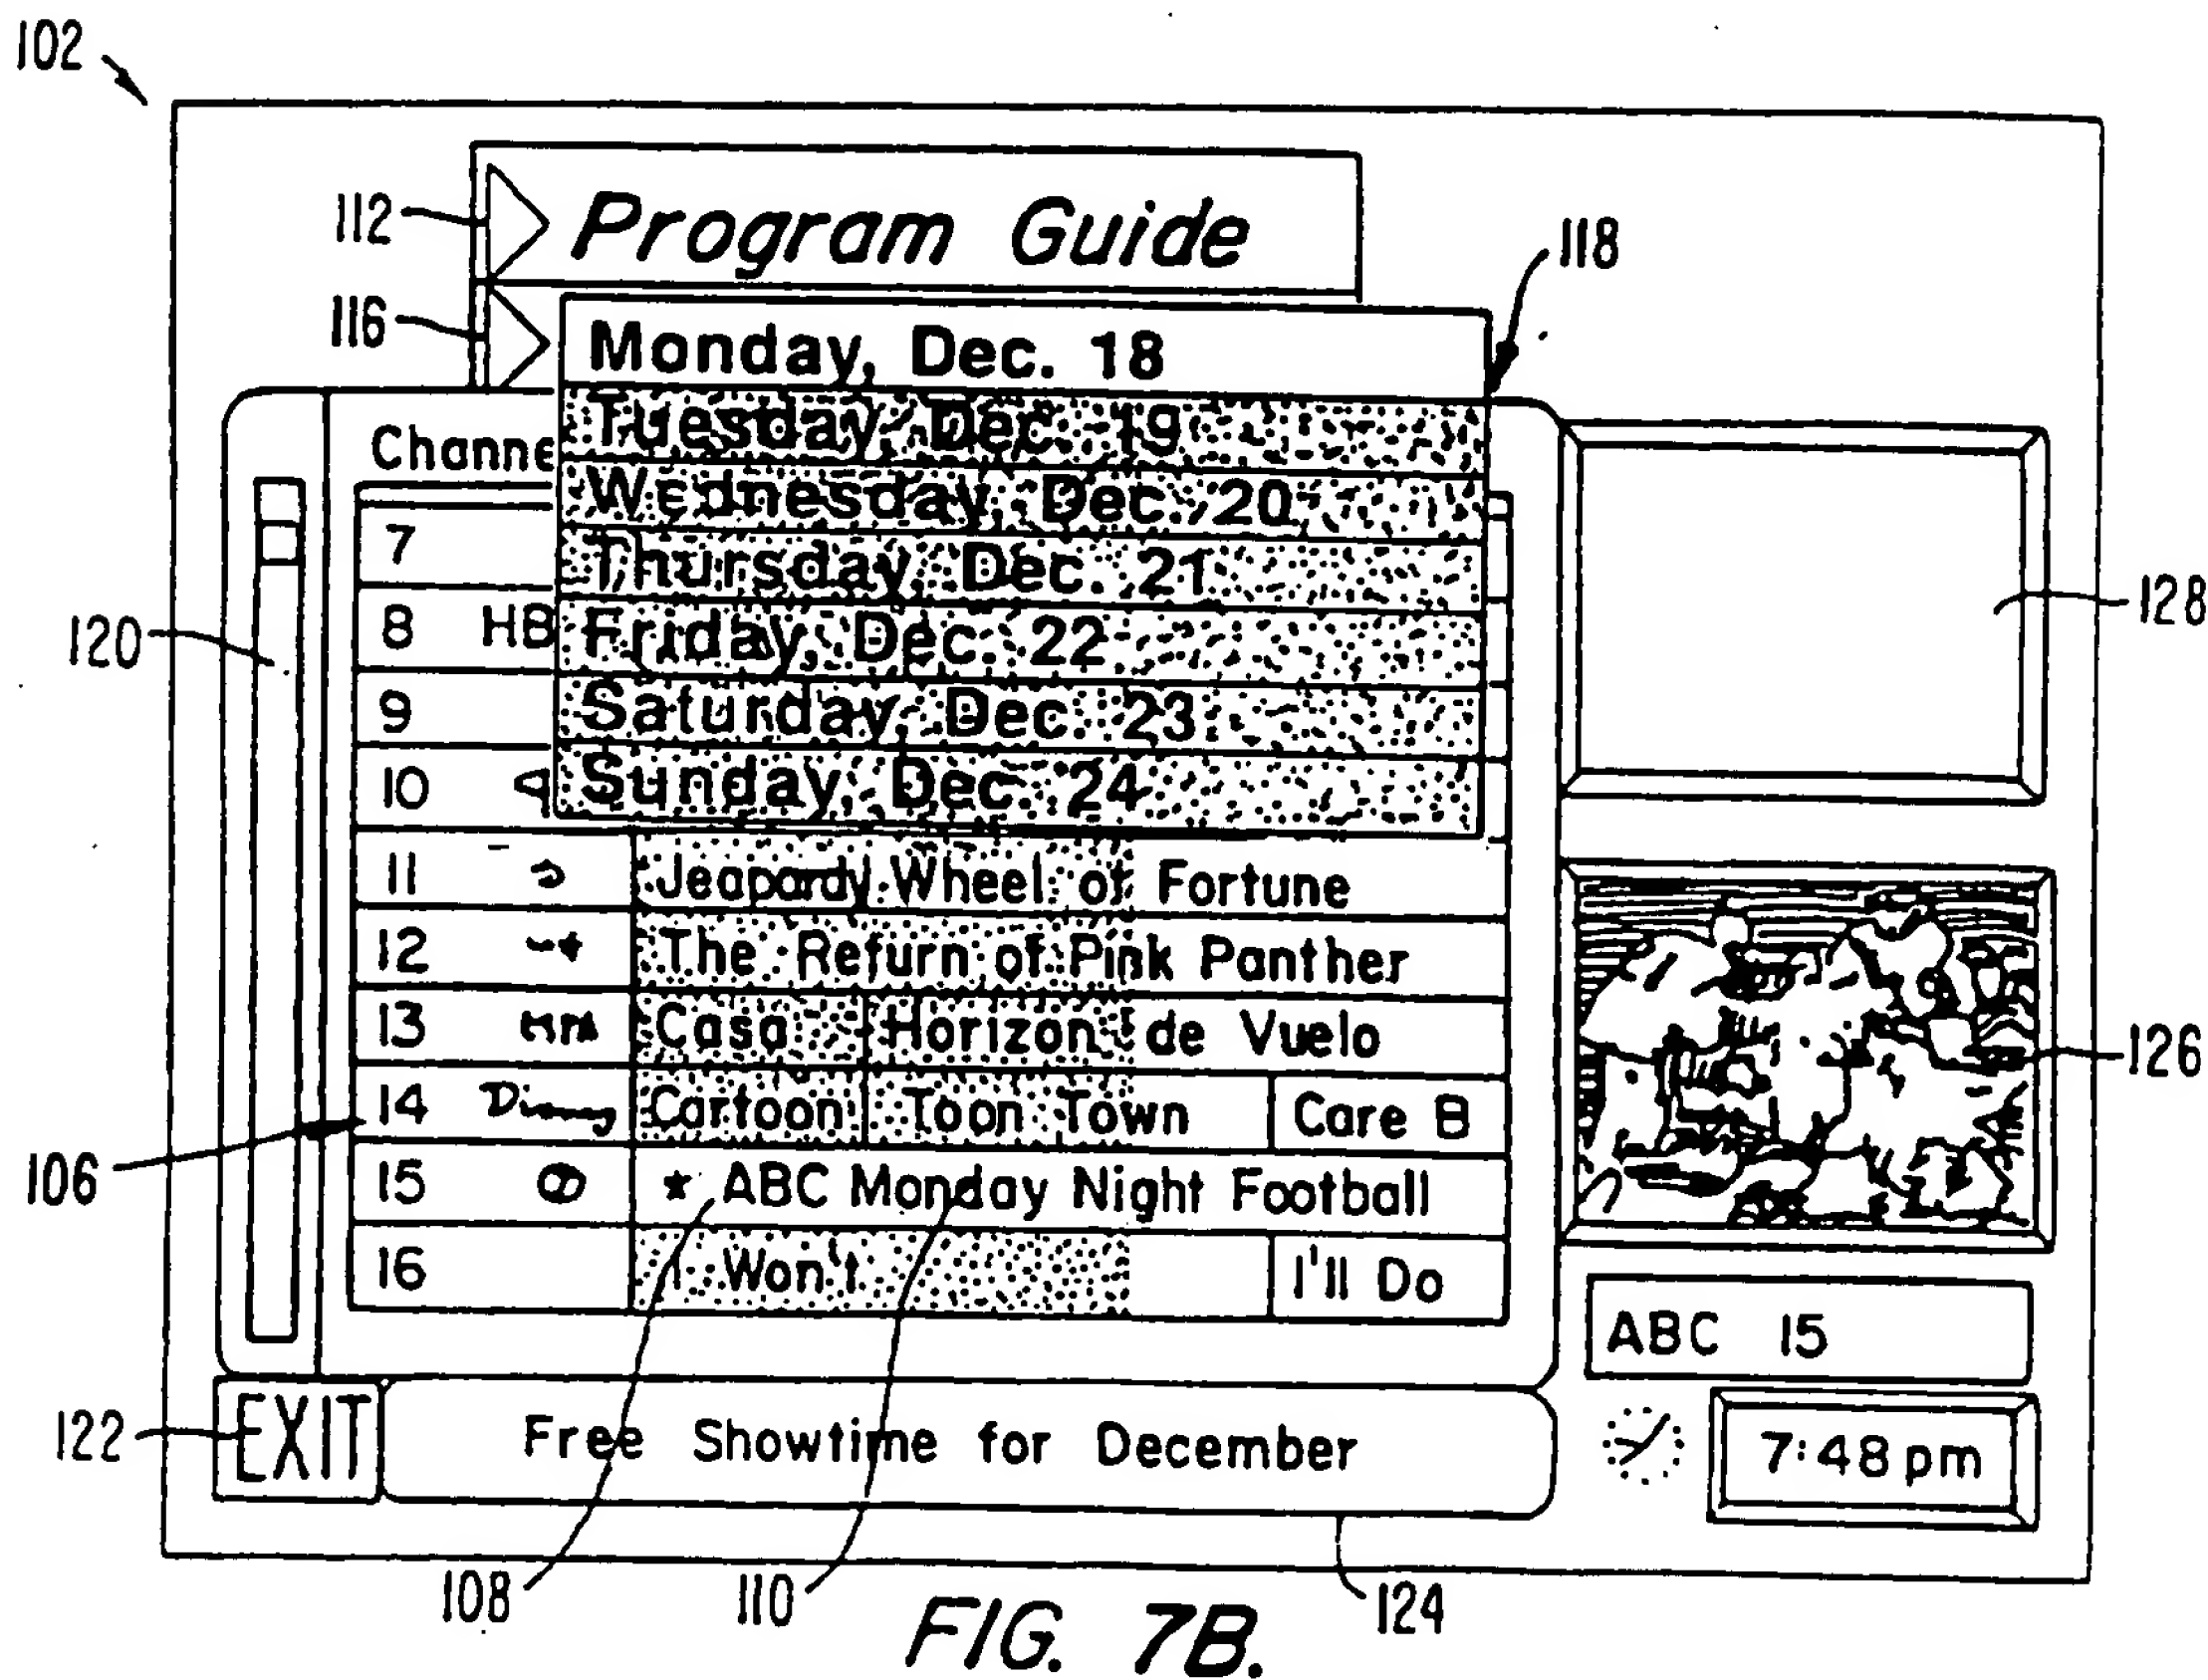 102
112
Program Guide
118
116
Monday, Dec. 18
Tuesday, Dec. 19
Channe
Wednesday, Dec. 20
7
Thursday, Dec. 21
128
8 HB
Friday, Dec. 22
120
9
Saturday, Dec. 23
10
Sunday, Dec. 24
11 Jeapardy Wheel of Fortune
12 The Return of Pink Panther
13 Casa Horizon de Vuelo
126
14 Disney Cartoon Toon Town Care B
106
15 ★ ABC Monday Night Football
16 I Won't I'll Do
ABC 15
122
EXIT
Free Showtime for December
7:48 pm
108
110
124
FIG. 7B.